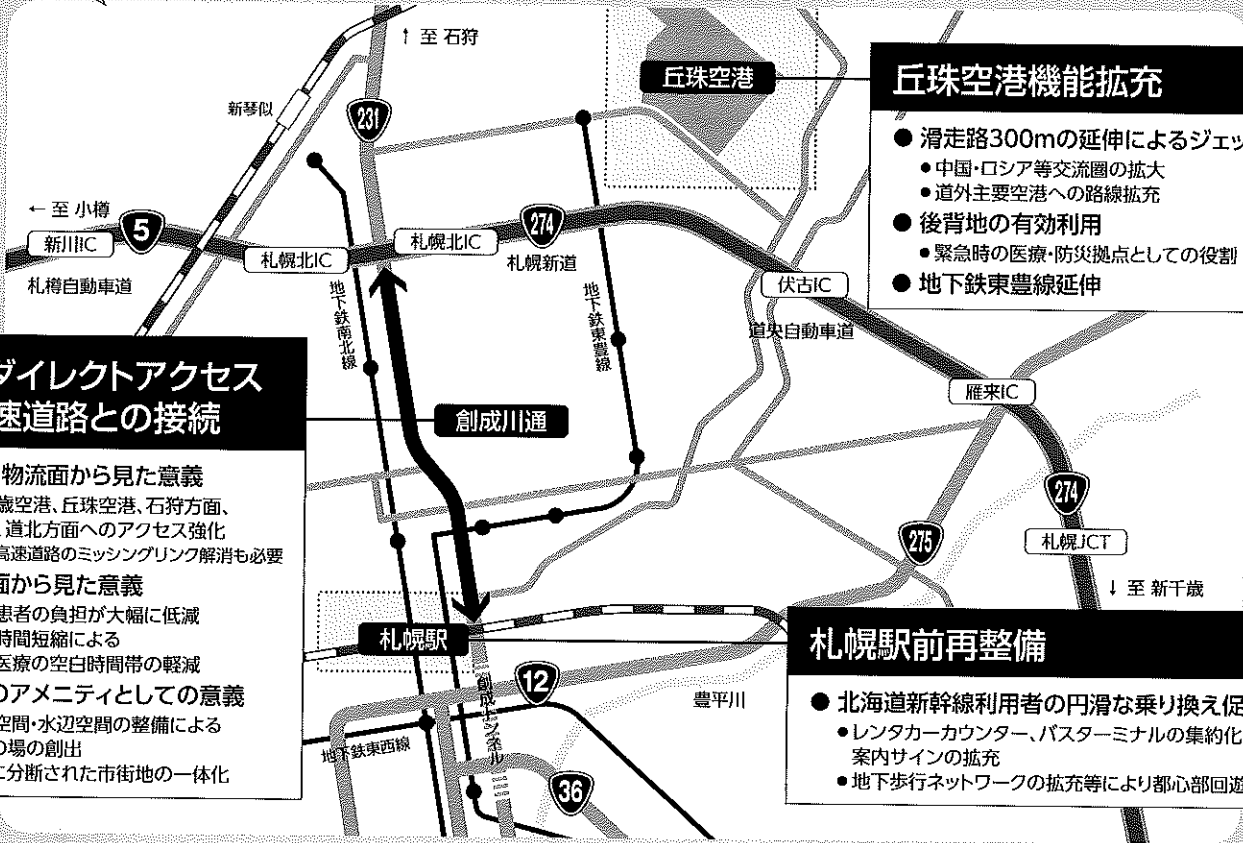 ↑ 至 石狩
丘珠空港
新琴似
231
← 至 小樽
新川IC
5
札樽自動車道
札幌北IC
札幌北IC
274
札幌新道
地下鉄南北線
地下鉄東豊線
伏古IC
道央自動車道
雁来IC
274
札幌JCT
↓ 至 新千歳
275
創成川通
札幌駅
12
豊平川
創成トンネル
地下鉄東西線
36
丘珠空港機能拡充
● 滑走路300mの延伸によるジェッ
● 中国・ロシア等交流圏の拡大
● 道外主要空港への路線拡充
● 後背地の有効利用
● 緊急時の医療・防災拠点としての役割
● 地下鉄東豊線延伸
ダイレクトアクセス
速道路との接続
物流面から見た意義
歳空港、丘珠空港、石狩方面、
道北方面へのアクセス強化
高速道路のミッシングリンク解消も必要
面から見た意義
患者の負担が大幅に低減
時間短縮による
医療の空白時間帯の軽減
のアメニティとしての意義
空間・水辺空間の整備による
の場の創出
に分断された市街地の一体化
札幌駅前再整備
● 北海道新幹線利用者の円滑な乗り換え促
● レンタカーカウンター、バスターミナルの集約化
案内サインの拡充
● 地下歩行ネットワークの拡充等により都心部回遊